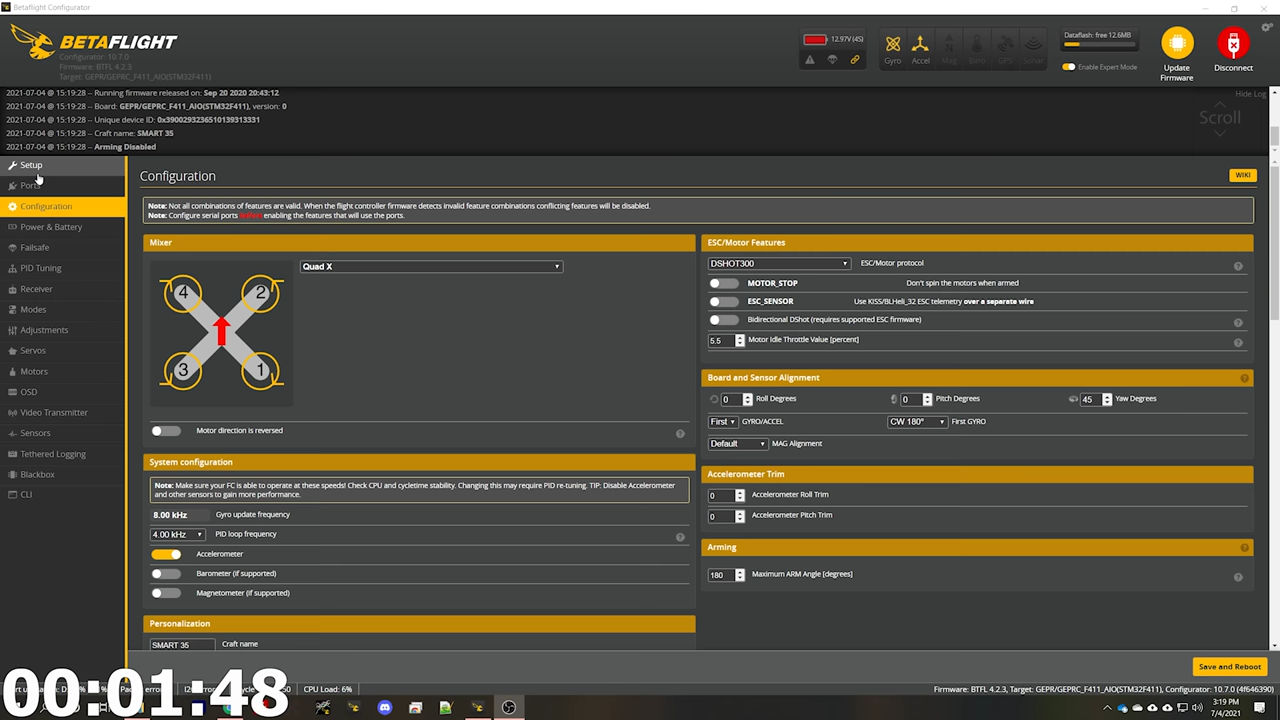 Betaflight Configurator
BETAFLIGHT
Configurator: 10.7.0
Firmware: BTFL 4.2.3
Target: GEPR/GEPRC_F411_AIO(STM32F411)
12.97V (4S)
Gyro
Accel
Mag
Baro
GPS
Sonar
Dataflash: free 12.6MB
Enable Expert Mode
Update
Firmware
Disconnect
2021-07-04 @ 15:19:28 -- Running firmware released on: Sep 20 2020 20:43:12
2021-07-04 @ 15:19:28 -- Board: GEPR/GEPRC_F411_AIO(STM32F411), version: 0
2021-07-04 @ 15:19:28 -- Unique device ID: 0x3900293236510139313331
2021-07-04 @ 15:19:28 -- Craft name: SMART 35
2021-07-04 @ 15:19:28 -- Arming Disabled
Hide Log
Scroll
Setup
Ports
Configuration
Power & Battery
Failsafe
PID Tuning
Receiver
Modes
Adjustments
Servos
Motors
OSD
Video Transmitter
Sensors
Tethered Logging
Blackbox
CLI
Configuration
WIKI
Note: Not all combinations of features are valid. When the flight controller firmware detects invalid feature combinations conflicting features will be disabled.
Note: Configure serial ports before enabling the features that will use the ports.
Mixer
Quad X
4
2
3
1
Motor direction is reversed
System configuration
Note: Make sure your FC is able to operate at these speeds! Check CPU and cycletime stability. Changing this may require PID re-tuning. TIP: Disable Accelerometer
and other sensors to gain more performance.
8.00 kHz Gyro update frequency
4.00 kHz PID loop frequency
Accelerometer
Barometer (if supported)
Magnetometer (if supported)
Personalization
SMART 35 Craft name
ESC/Motor Features
DSHOT300 ESC/Motor protocol
MOTOR_STOP Don't spin the motors when armed
ESC_SENSOR Use KISS/BLHeli_32 ESC telemetry over a separate wire
Bidirectional DShot (requires supported ESC firmware)
5.5 Motor Idle Throttle Value [percent]
Board and Sensor Alignment
0 Roll Degrees 0 Pitch Degrees 45 Yaw Degrees
First GYRO/ACCEL CW 180° First GYRO
Default MAG Alignment
Accelerometer Trim
0 Accelerometer Roll Trim
0 Accelerometer Pitch Trim
Arming
180 Maximum ARM Angle [degrees]
Save and Reboot
00:01:48
CPU Load: 6%
Firmware: BTFL 4.2.3, Target: GEPR/GEPRC_F411_AIO(STM32F411), Configurator: 10.7.0 (4f646390)
3:19 PM
7/4/2021